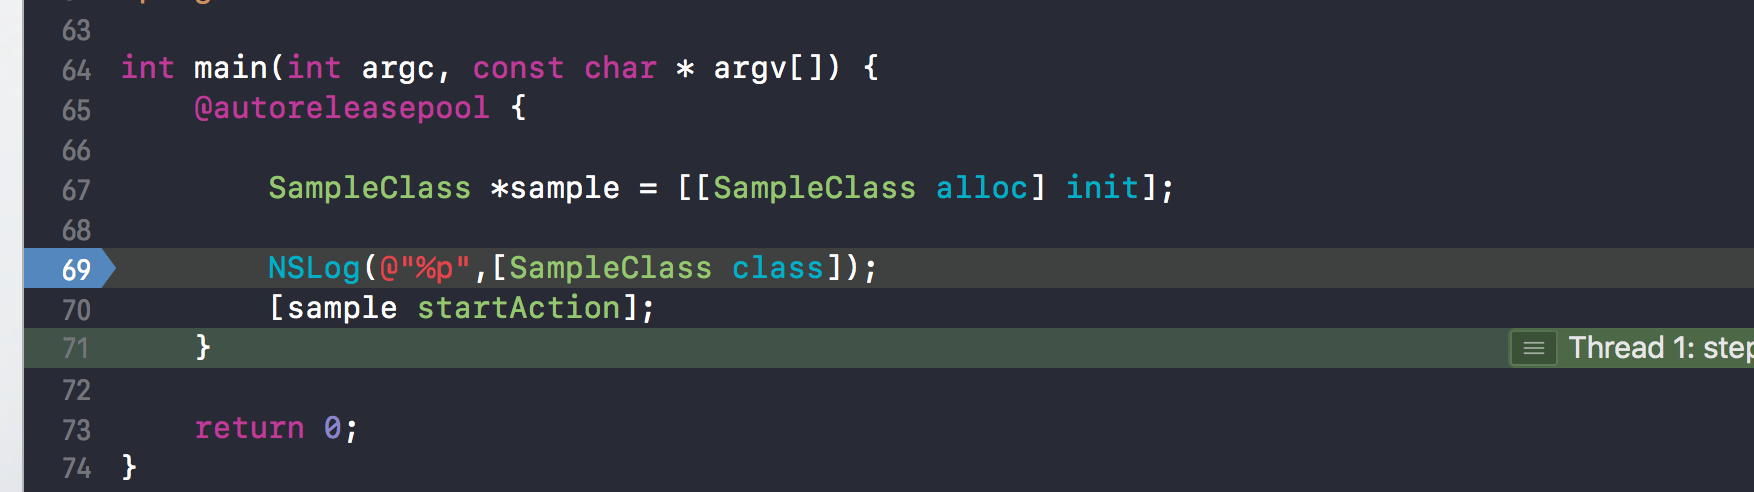 63
64 int main(int argc, const char * argv[]) {
65 @autoreleasepool {
66
67 SampleClass *sample = [[SampleClass alloc] init];
68
69 NSLog(@"%p",[SampleClass class]);
70 [sample startAction];
71 } Thread 1: step
72
73 return 0;
74 }